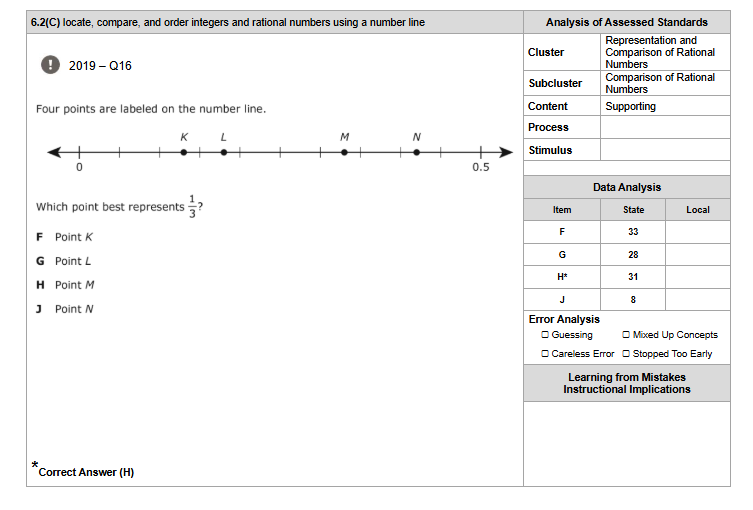 6.2(C) locate, compare, and order integers and rational numbers using a number line
! 2019 – Q16
Four points are labeled on the number line.
K L M N
0 0.5
Which point best represents 1/3?
F Point K
G Point L
H Point M
J Point N
*Correct Answer (H)
Analysis of Assessed Standards
Cluster
Representation and
Comparison of Rational
Numbers
Subcluster
Comparison of Rational
Numbers
Content Supporting
Process
Stimulus
Data Analysis
Item State Local
F 33
G 28
H* 31
J 8
Error Analysis
☐ Guessing ☐ Mixed Up Concepts
☐ Careless Error ☐ Stopped Too Early
Learning from Mistakes
Instructional Implications